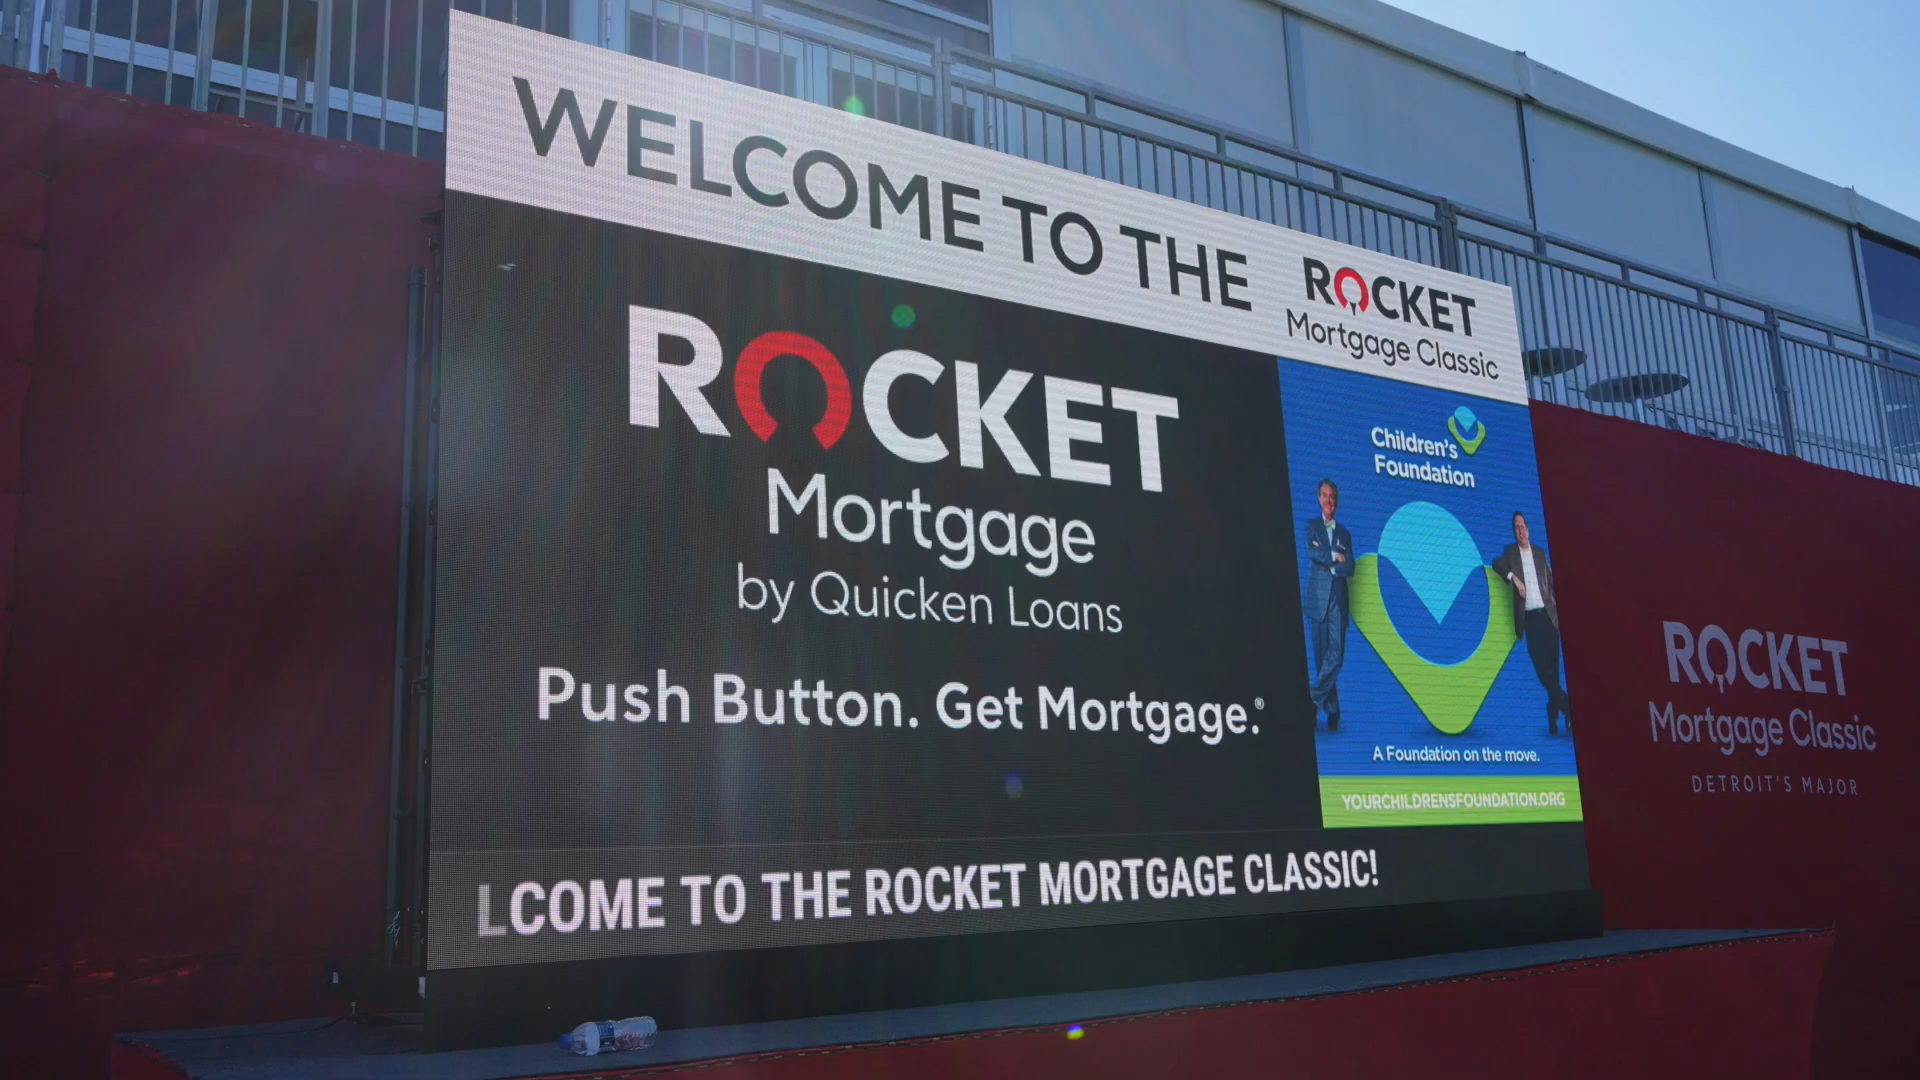 WELCOME TO THE
ROCKET
Mortgage Classic
ROCKET
Mortgage
by Quicken Loans
Push Button. Get Mortgage.®
Children's
Foundation
A Foundation on the move.
YOURCHILDRENSFOUNDATION.ORG
LCOME TO THE ROCKET MORTGAGE CLASSIC!
ROCKET
Mortgage Classic
DETROIT'S MAJOR